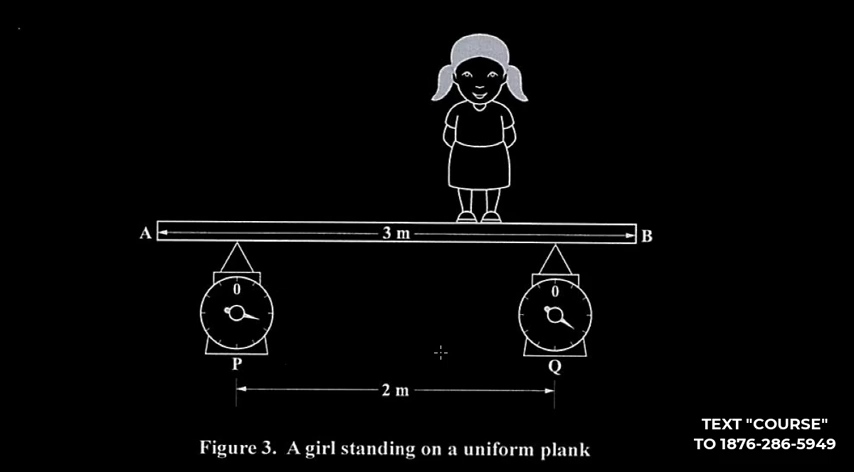 A
3 m
B
0
0
P
Q
2 m
TEXT "COURSE"
TO 1876-286-5949
Figure 3. A girl standing on a uniform plank